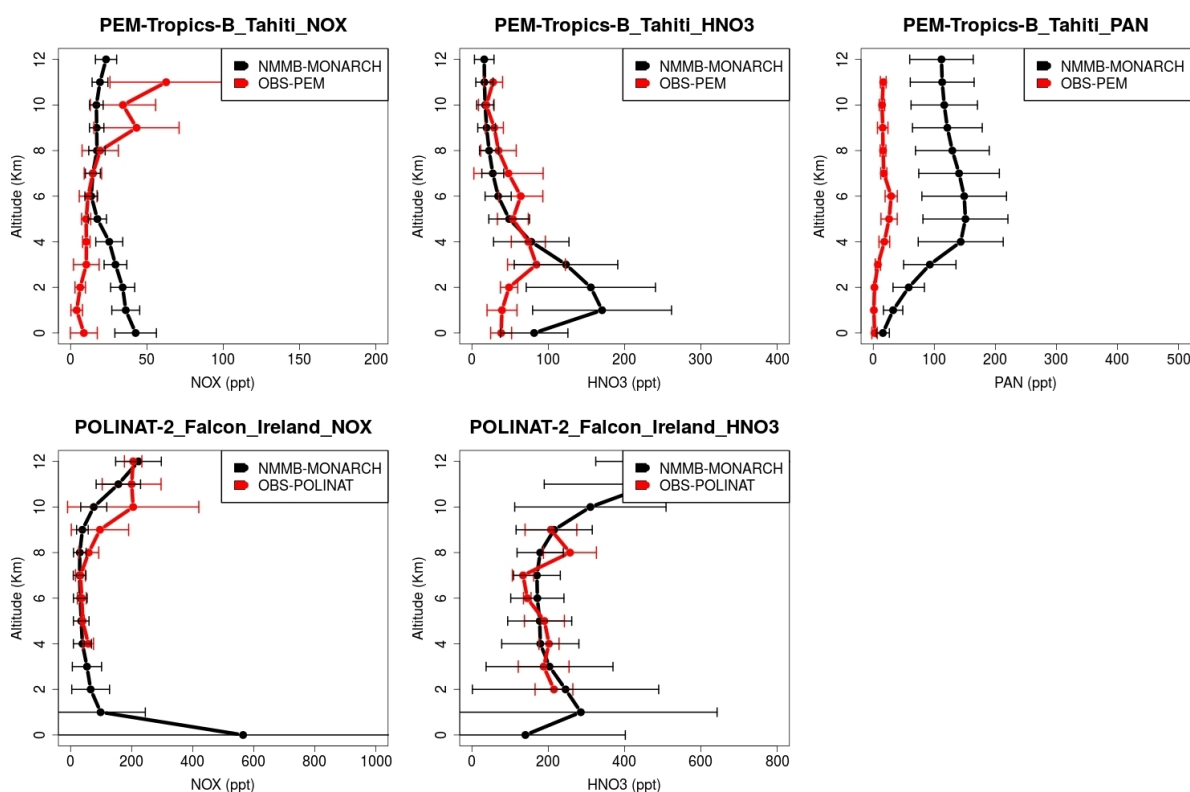 PEM-Tropics-B_Tahiti_NOX
NMMB-MONARCH
OBS-PEM
Altitude (Km)
0 2 4 6 8 10 12
0 50 100 150 200
NOX (ppt)
PEM-Tropics-B_Tahiti_HNO3
NMMB-MONARCH
OBS-PEM
Altitude (Km)
0 2 4 6 8 10 12
0 100 200 300 400
HNO3 (ppt)
PEM-Tropics-B_Tahiti_PAN
NMMB-MONARCH
OBS-PEM
Altitude (Km)
0 2 4 6 8 10 12
0 100 200 300 400 500
PAN (ppt)
POLINAT-2_Falcon_Ireland_NOX
NMMB-MONARCH
OBS-POLINAT
Altitude (Km)
0 2 4 6 8 10 12
0 200 400 600 800 1000
NOX (ppt)
POLINAT-2_Falcon_Ireland_HNO3
NMMB-MONARCH
OBS-POLINAT
Altitude (Km)
0 2 4 6 8 10 12
0 200 400 600 800
HNO3 (ppt)